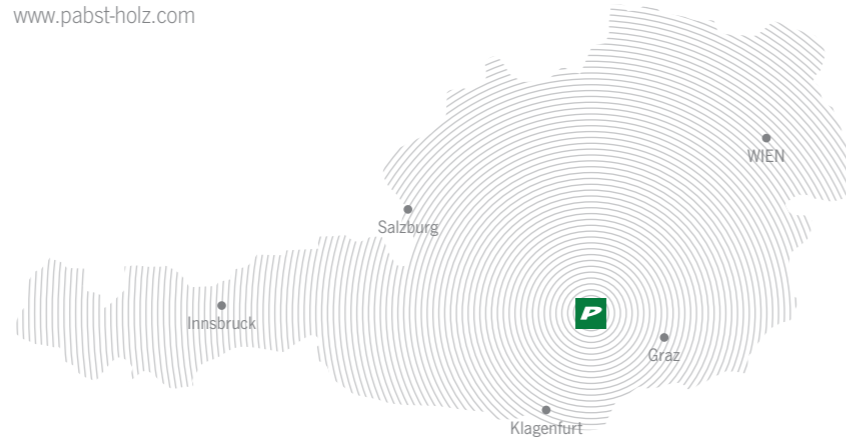 www.pabst-holz.com
WIEN
Salzburg
Innsbruck
P
Graz
Klagenfurt